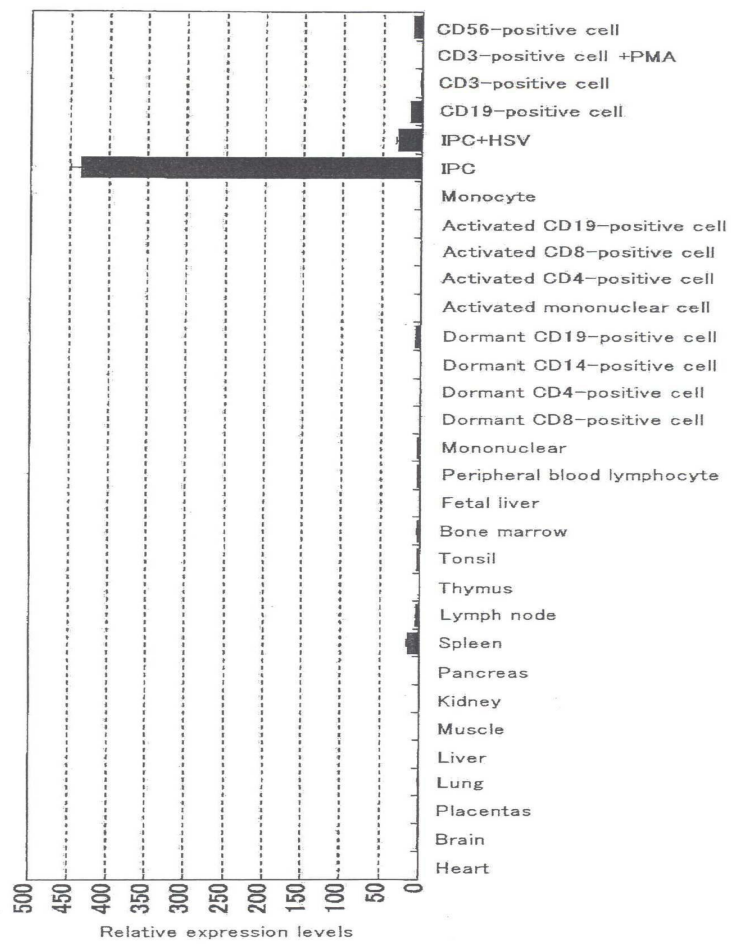 CD56-positive cell
CD3-positive cell +PMA
CD3-positive cell
CD19-positive cell
IPC+HSV
IPC
Monocyte
Activated CD19-positive cell
Activated CD8-positive cell
Activated CD4-positive cell
Activated mononuclear cell
Dormant CD19-positive cell
Dormant CD14-positive cell
Dormant CD4-positive cell
Dormant CD8-positive cell
Mononuclear
Peripheral blood lymphocyte
Fetal liver
Bone marrow
Tonsil
Thymus
Lymph node
Spleen
Pancreas
Kidney
Muscle
Liver
Lung
Placentas
Brain
Heart
500 450 400 350 300 250 200 150 100 50 0
Relative expression levels